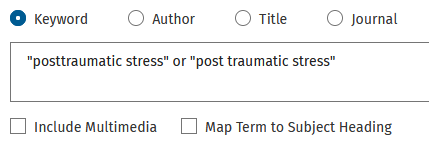 Keyword Author Title Journal
"posttraumatic stress" or "post traumatic stress"
Include Multimedia Map Term to Subject Heading